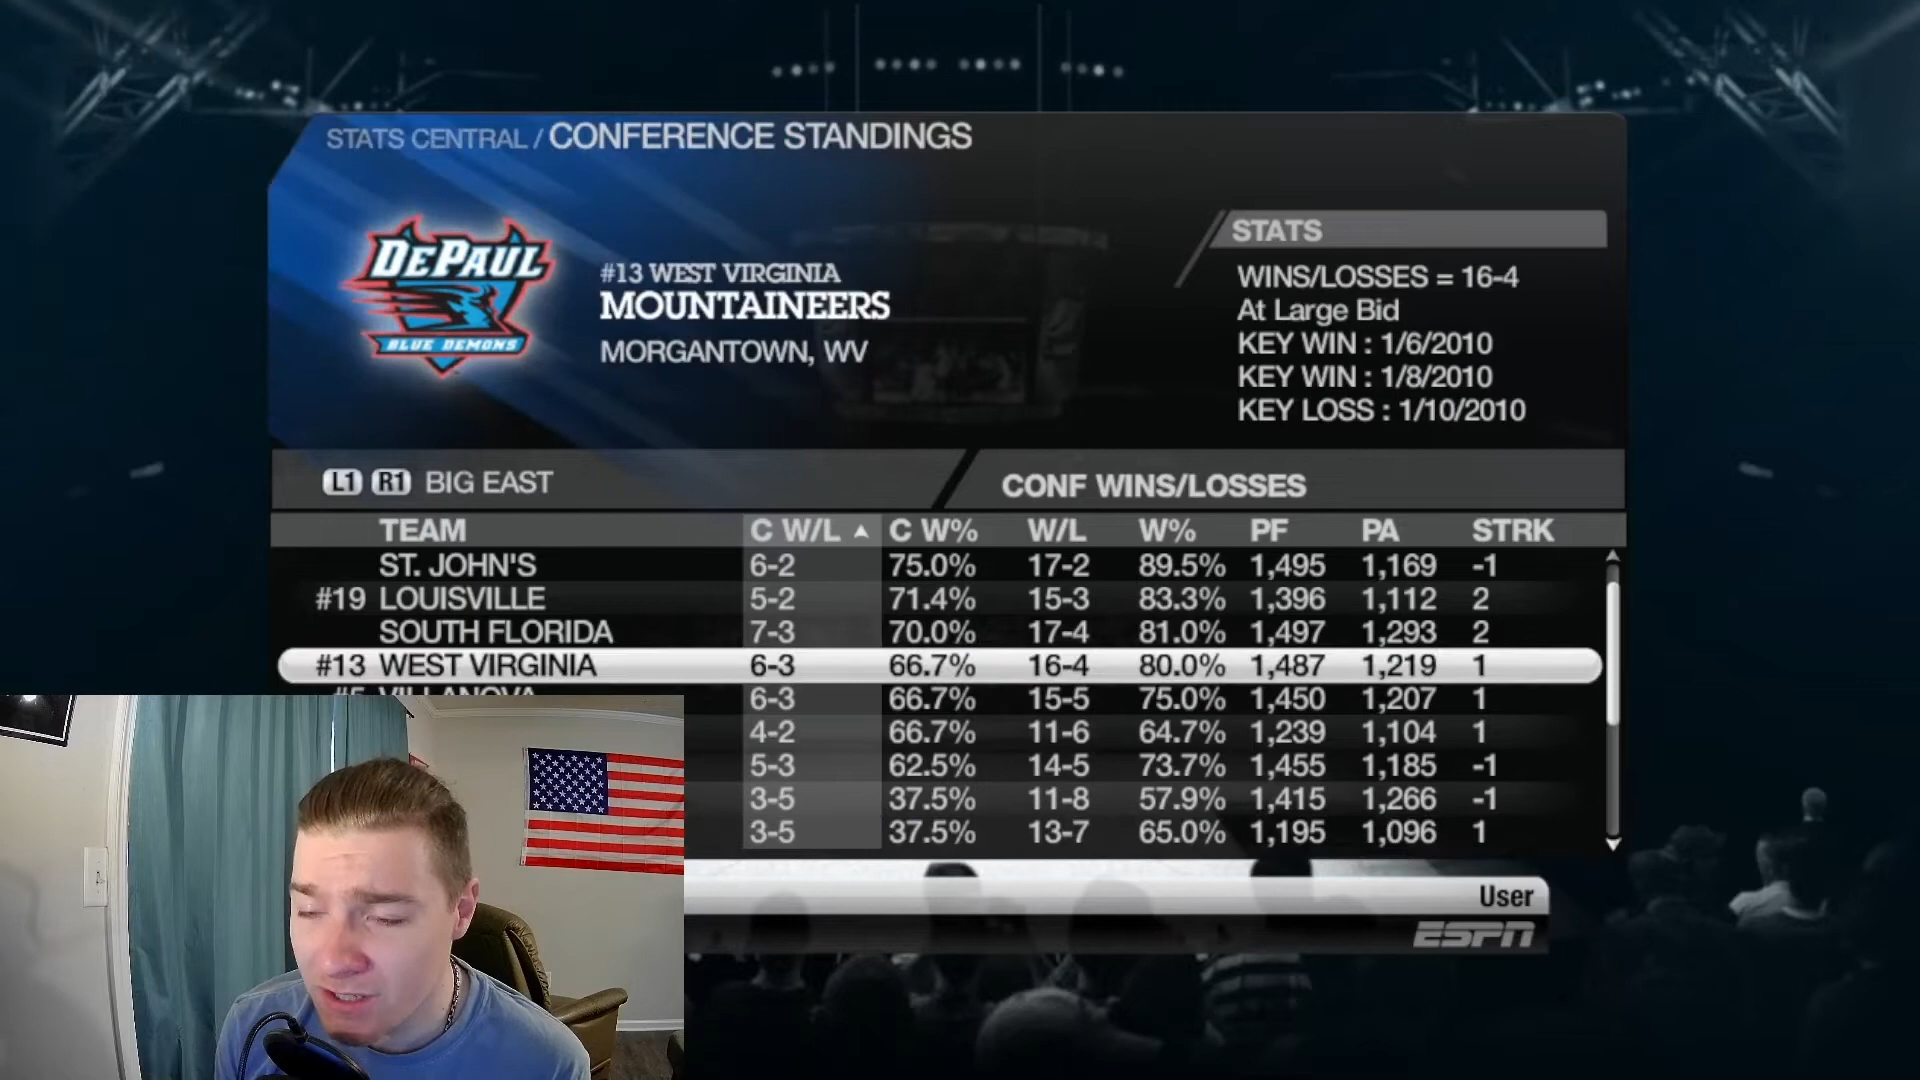 STATS CENTRAL / CONFERENCE STANDINGS
DEPAUL
BLUE DEMONS
#13 WEST VIRGINIA
MOUNTAINEERS
MORGANTOWN, WV
STATS
WINS/LOSSES = 16-4
At Large Bid
KEY WIN : 1/6/2010
KEY WIN : 1/8/2010
KEY LOSS : 1/10/2010
L1 R1 BIG EAST
CONF WINS/LOSSES
TEAM C W/L C W% W/L W% PF PA STRK
ST. JOHN'S 6-2 75.0% 17-2 89.5% 1,495 1,169 -1
#19 LOUISVILLE 5-2 71.4% 15-3 83.3% 1,396 1,112 2
SOUTH FLORIDA 7-3 70.0% 17-4 81.0% 1,497 1,293 2
#13 WEST VIRGINIA 6-3 66.7% 16-4 80.0% 1,487 1,219 1
#5 VILLANOVA 6-3 66.7% 15-5 75.0% 1,450 1,207 1
4-2 66.7% 11-6 64.7% 1,239 1,104 1
5-3 62.5% 14-5 73.7% 1,455 1,185 -1
3-5 37.5% 11-8 57.9% 1,415 1,266 -1
3-5 37.5% 13-7 65.0% 1,195 1,096 1
User
ESPN